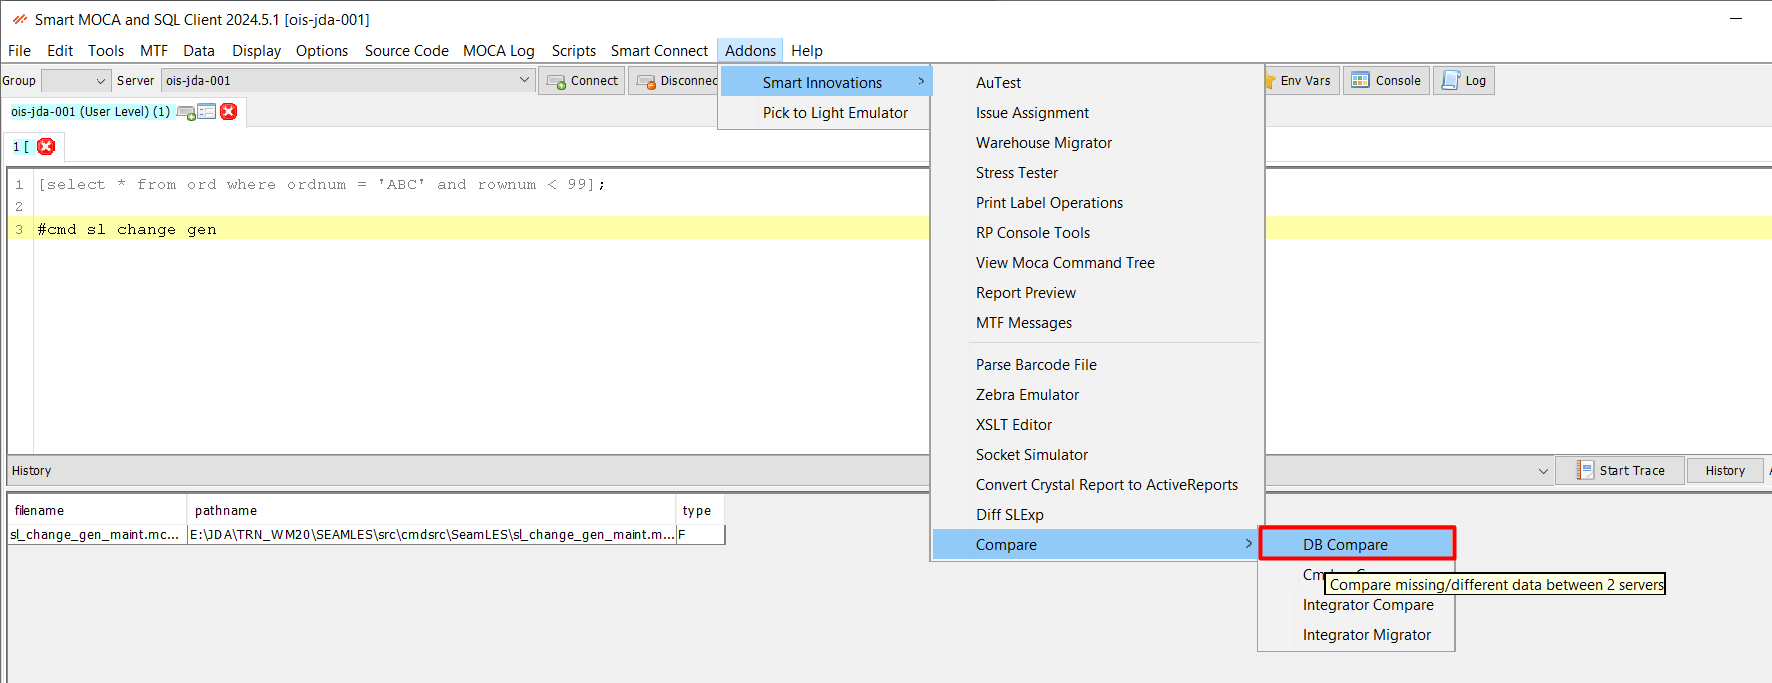 Smart MOCA and SQL Client 2024.5.1 [ois-jda-001]
File Edit Tools MTF Data Display Options Source Code MOCA Log Scripts Smart Connect Addons Help
Group Server ois-jda-001 Connect Disconnec Env Vars Console Log
Smart Innovations
Pick to Light Emulator
ois-jda-001 (User Level) (1)
1 [
1 [select * from ord where ordnum = 'ABC' and rownum < 99];
2
3 #cmd sl change gen
AuTest
Issue Assignment
Warehouse Migrator
Stress Tester
Print Label Operations
RP Console Tools
View Moca Command Tree
Report Preview
MTF Messages
Parse Barcode File
Zebra Emulator
XSLT Editor
Socket Simulator
Convert Crystal Report to ActiveReports
Diff SLExp
Compare
DB Compare
Compare missing/different data between 2 servers
Integrator Compare
Integrator Migrator
History Start Trace History
filename pathname type
sl_change_gen_maint.mc... E:\JDA\TRN_WM20\SEAMLES\src\cmdsrc\SeamLES\sl_change_gen_maint.m... F